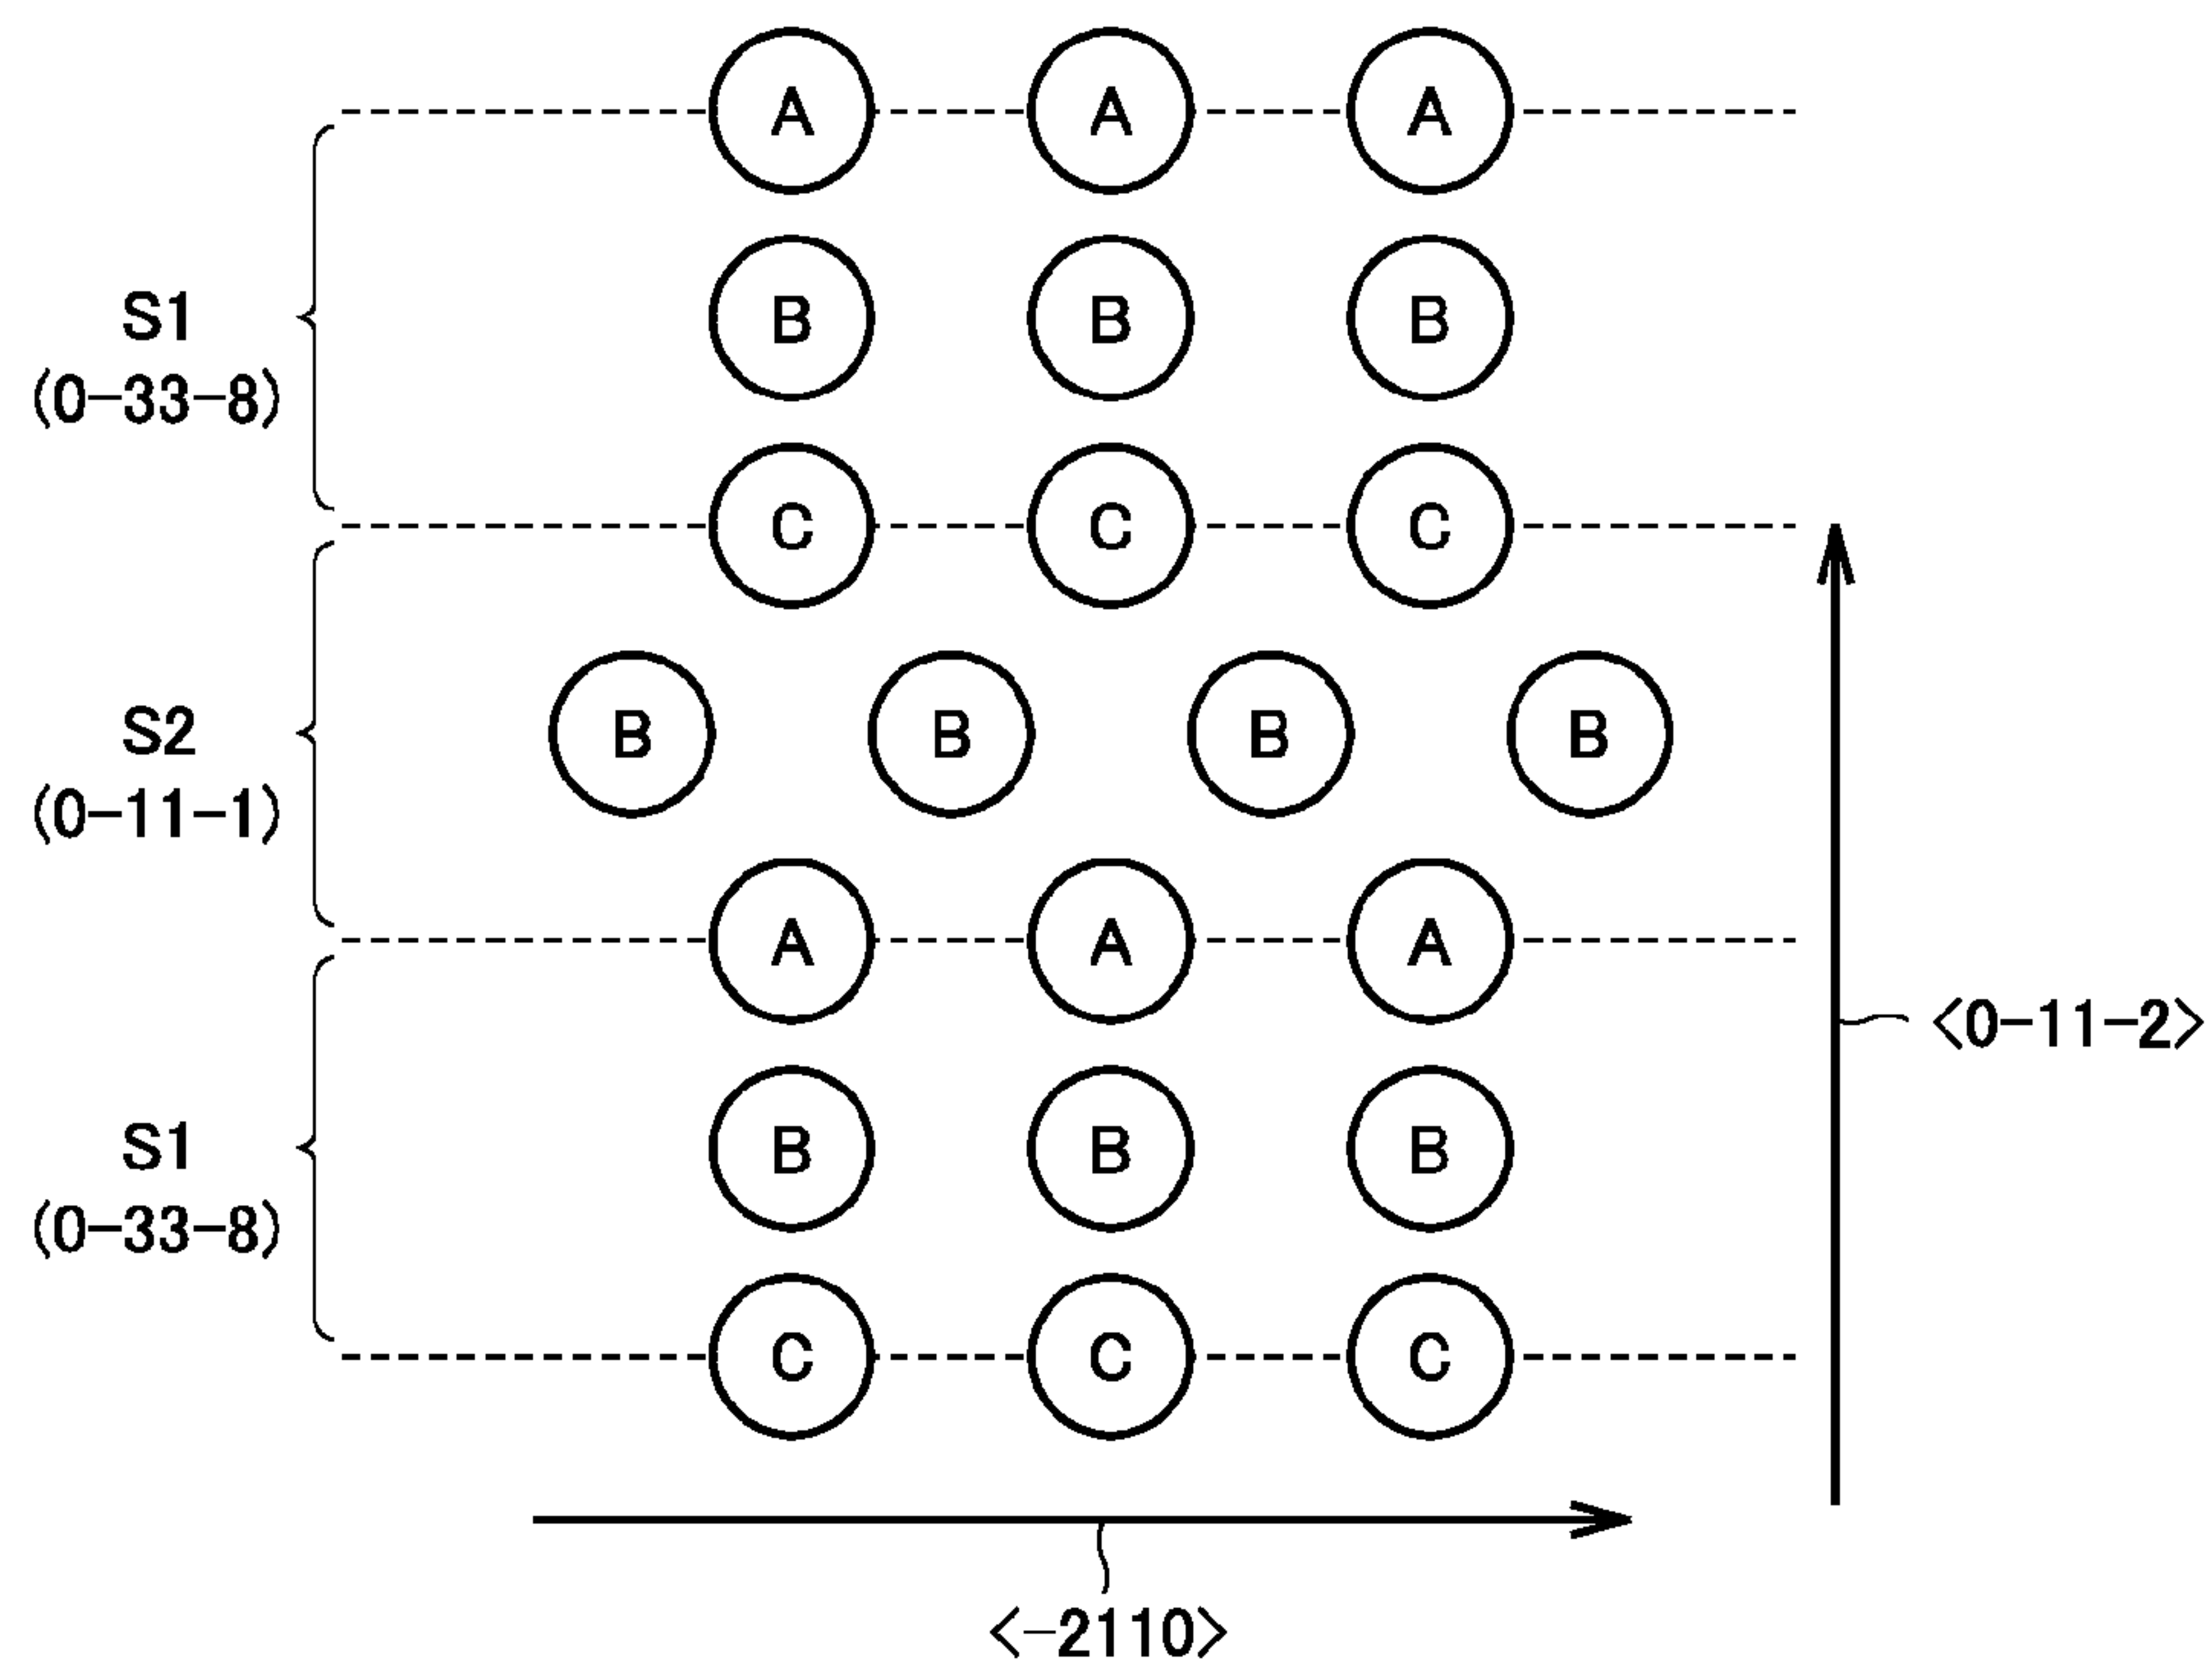 A A A
B B B
S1
(0-33-8)
C C C
B B B B
S2
(0-11-1)
A A A
<0-11-2>
B B B
S1
(0-33-8)
C C C
<-2110>